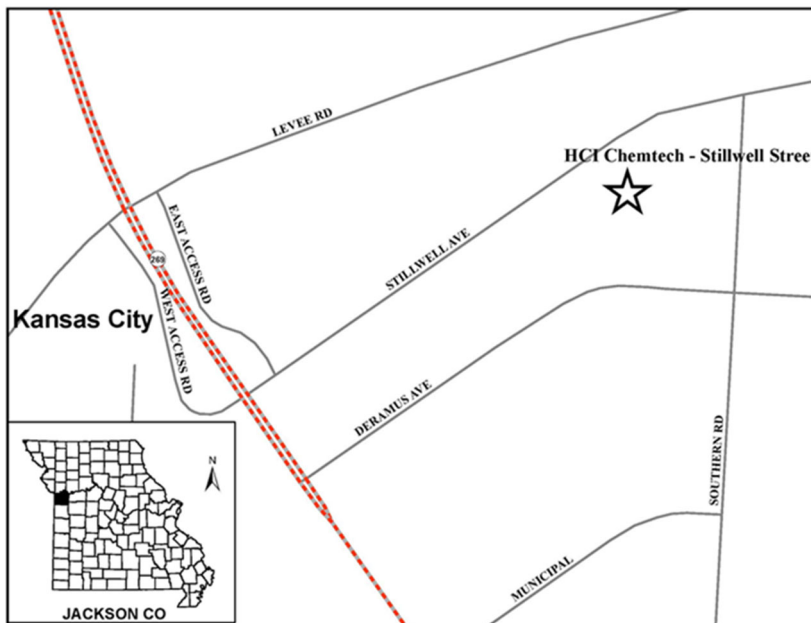 LEVEE RD
HCI Chemtech - Stillwell Stree
EAST ACCESS RD
STILLWELL AVE
269
WEST ACCESS RD
Kansas City
DERAMUS AVE
SOUTHERN RD
N
MUNICIPAL
JACKSON CO